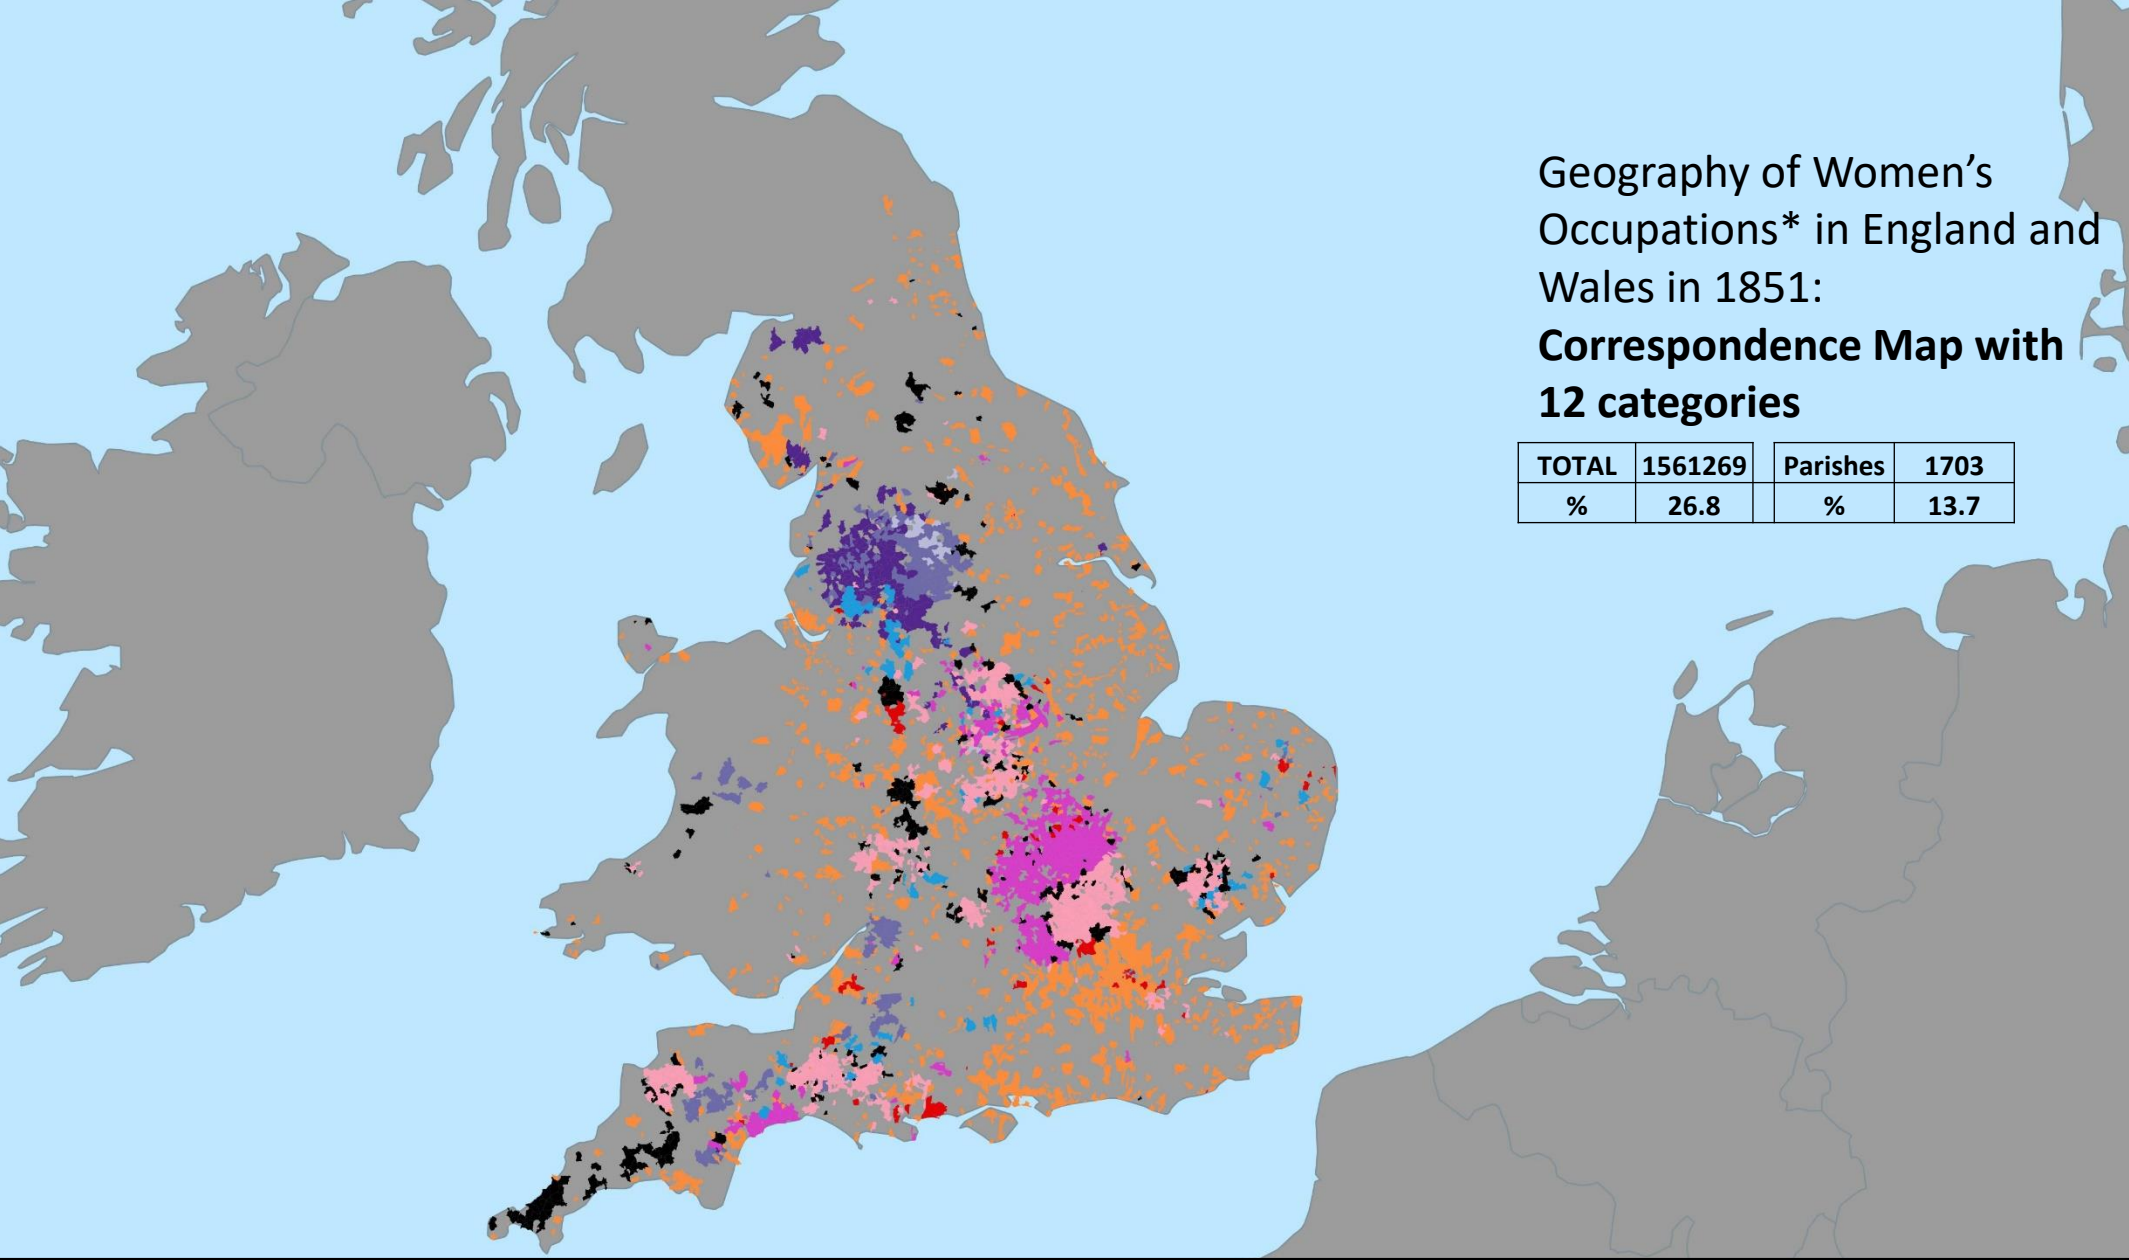 Geography of Women’s
Occupations* in England and
Wales in 1851:
Correspondence Map with
12 categories
TOTAL 1561269 Parishes 1703
% 26.8 % 13.7